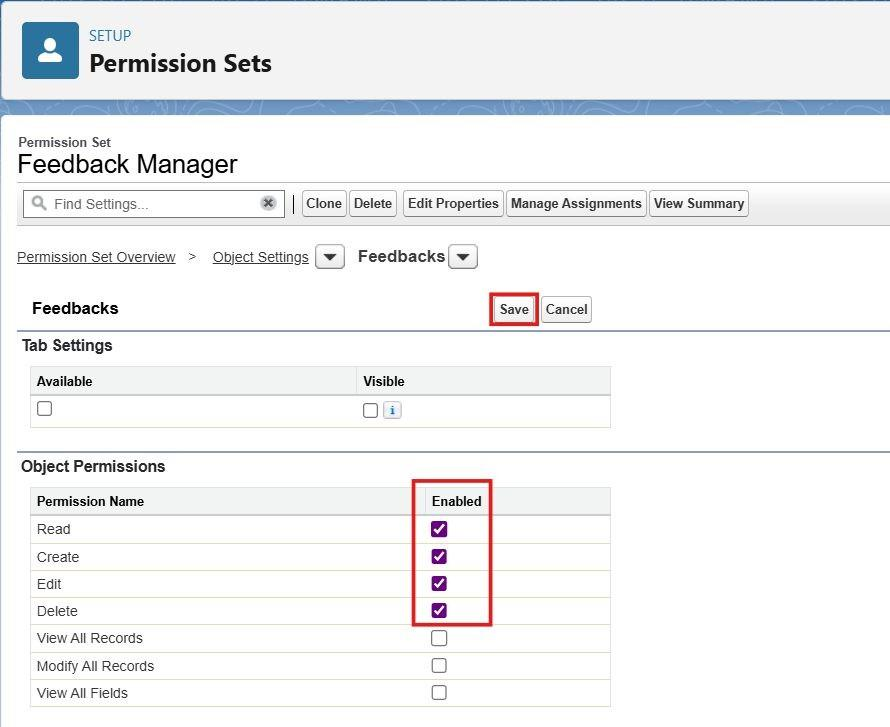 SETUP
Permission Sets
Permission Set
Feedback Manager
Find Settings... Clone Delete Edit Properties Manage Assignments View Summary
Permission Set Overview > Object Settings Feedbacks
Feedbacks Save Cancel
Tab Settings
Available Visible
i
Object Permissions
Permission Name Enabled
Read
Create
Edit
Delete
View All Records
Modify All Records
View All Fields